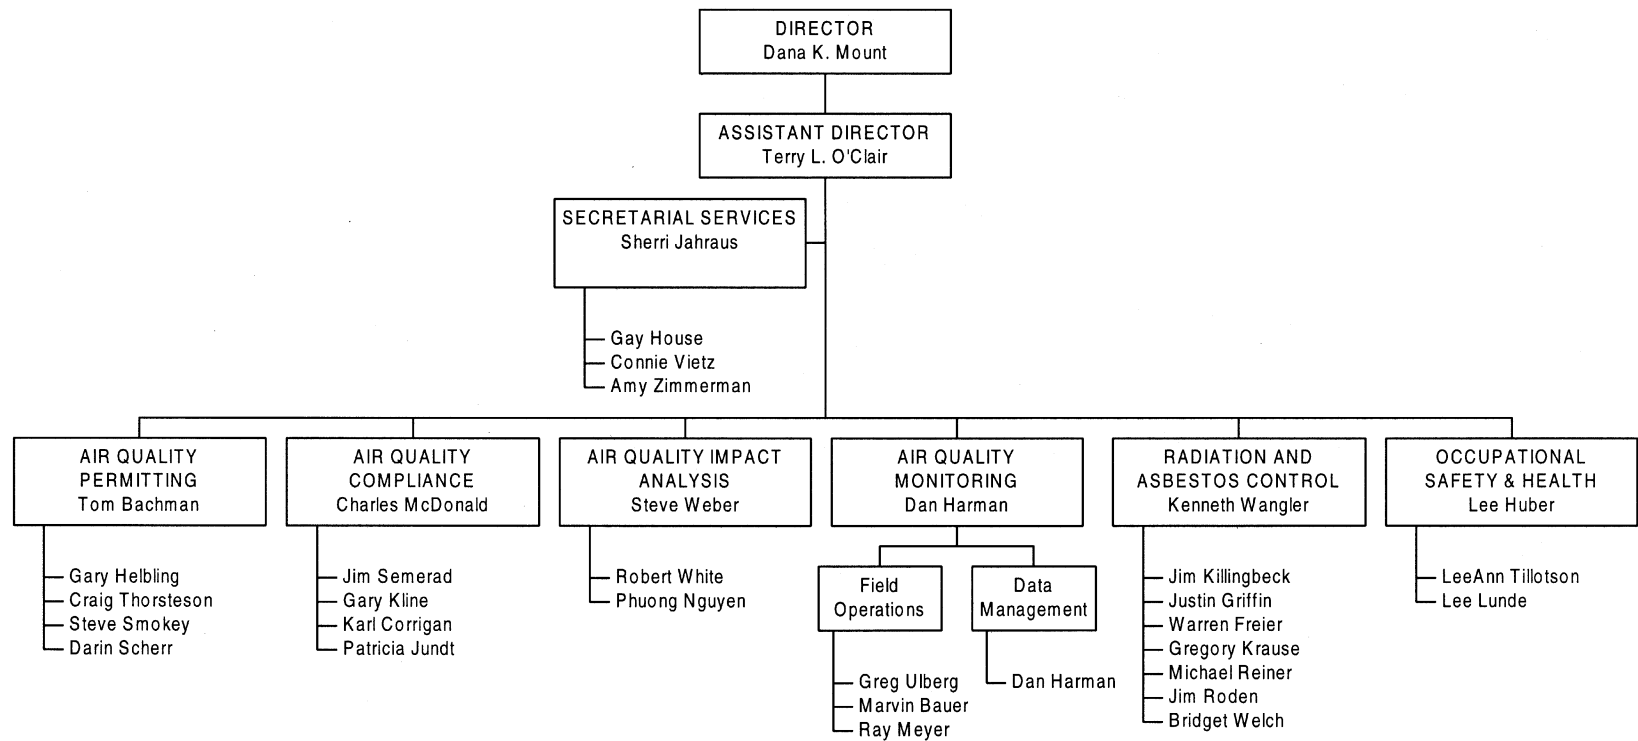 DIRECTOR
Dana K. Mount
ASSISTANT DIRECTOR
Terry L. O'Clair
SECRETARIAL SERVICES
Sherri Jahraus
Gay House
Connie Vietz
Amy Zimmerman
AIR QUALITY
PERMITTING
Tom Bachman
Gary Helbling
Craig Thorsteson
Steve Smokey
Darin Scherr
AIR QUALITY
COMPLIANCE
Charles McDonald
Jim Semerad
Gary Kline
Karl Corrigan
Patricia Jundt
AIR QUALITY IMPACT
ANALYSIS
Steve Weber
Robert White
Phuong Nguyen
AIR QUALITY
MONITORING
Dan Harman
Field
Operations
Greg Ulberg
Marvin Bauer
Ray Meyer
Data
Management
Dan Harman
RADIATION AND
ASBESTOS CONTROL
Kenneth Wangler
Jim Killingbeck
Justin Griffin
Warren Freier
Gregory Krause
Michael Reiner
Jim Roden
Bridget Welch
OCCUPATIONAL
SAFETY & HEALTH
Lee Huber
LeeAnn Tillotson
Lee Lunde